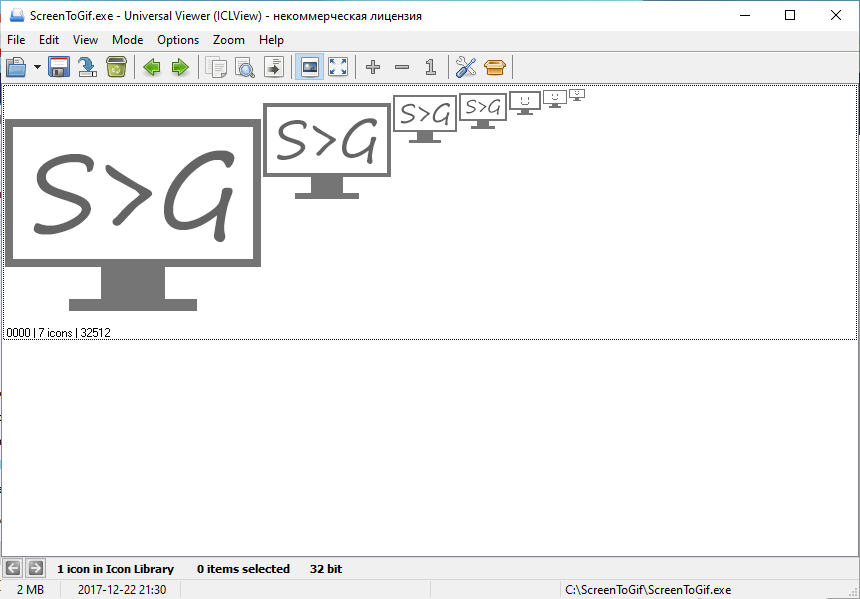 ScreenToGif.exe - Universal Viewer (ICLView) - некоммерческая лицензия
File Edit View Mode Options Zoom Help
1
S>G S>G S>G S>G
0000 | 7 icons | 32512
1 icon in Icon Library 0 items selected 32 bit
2 MB 2017-12-22 21:30 C:\ScreenToGif\ScreenToGif.exe